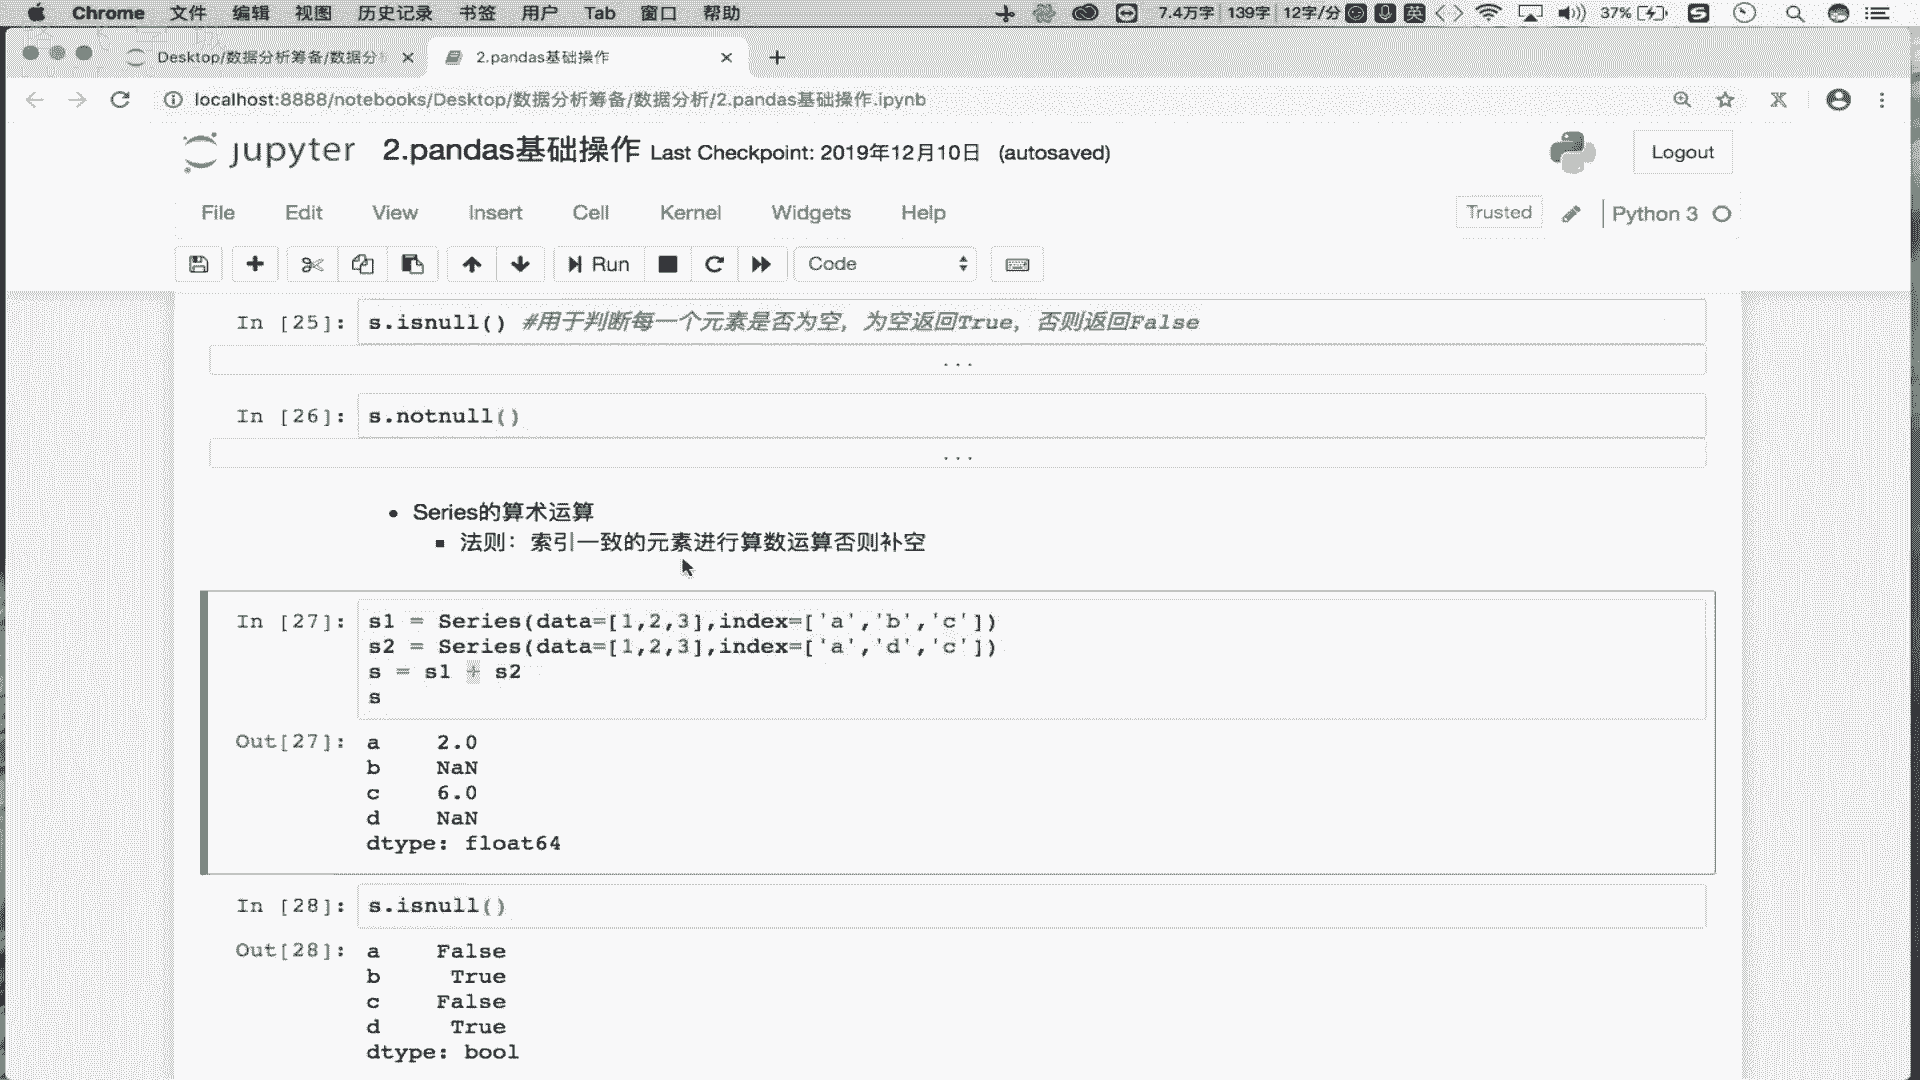 Chrome 文件 编辑 视图 历史记录 书签 用户 Tab 窗口 帮助 7.4万字 139字 12字/分 英 37%
Desktop/数据分析筹备/数据分 2.pandas基础操作
localhost:8888/notebooks/Desktop/数据分析筹备/数据分析/2.pandas基础操作.ipynb
jupyter 2.pandas基础操作 Last Checkpoint: 2019年12月10日 (autosaved) Logout
File Edit View Insert Cell Kernel Widgets Help Trusted Python 3
Run Code
In [25]: s.isnull() #用于判断每一个元素是否为空，为空返回True，否则返回False
...
In [26]: s.notnull()
...
Series的算术运算
法则：索引一致的元素进行算数运算否则补空
In [27]: s1 = Series(data=[1,2,3],index=['a','b','c'])
s2 = Series(data=[1,2,3],index=['a','d','c'])
s = s1 + s2
s
Out[27]: a 2.0
b NaN
c 6.0
d NaN
dtype: float64
In [28]: s.isnull()
Out[28]: a False
b True
c False
d True
dtype: bool